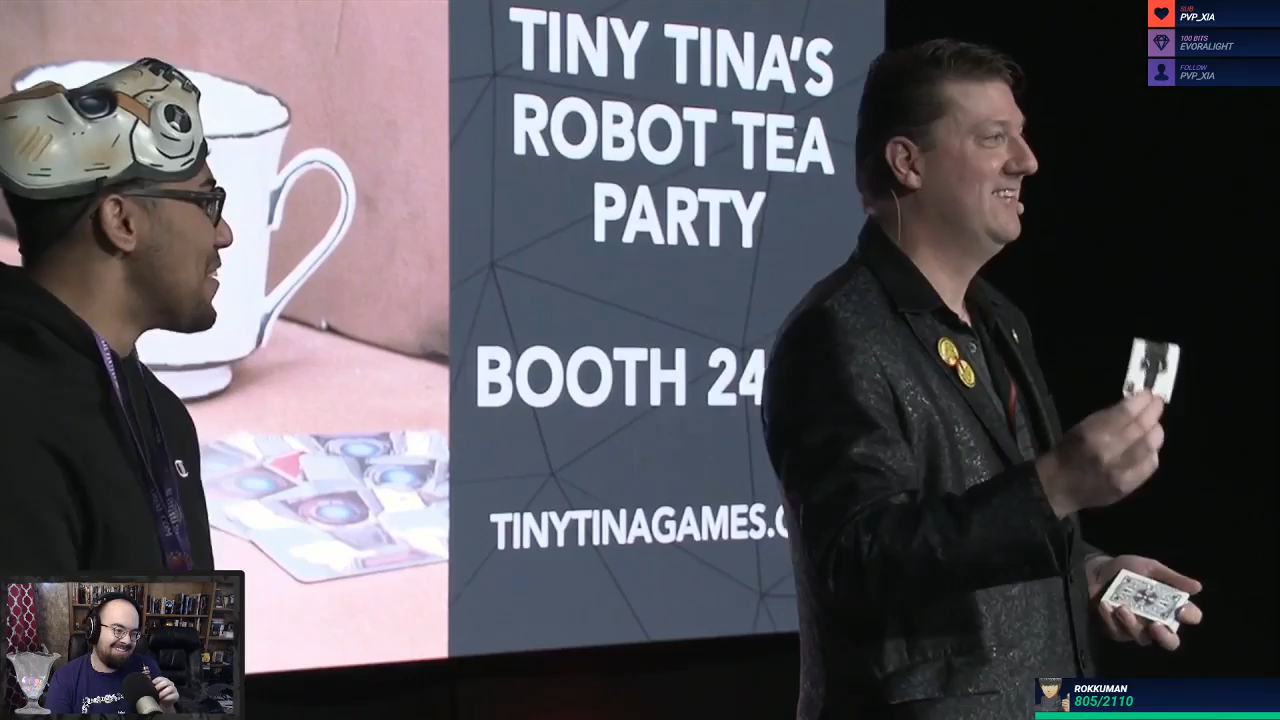 TINY TINA'S
ROBOT TEA
PARTY
BOOTH 24
TINYTINAGAMES.C
SUB
PVP_XIA
100 BITS
EVORALIGHT
FOLLOW
PVP_XIA
ROKKUMAN
805/2110